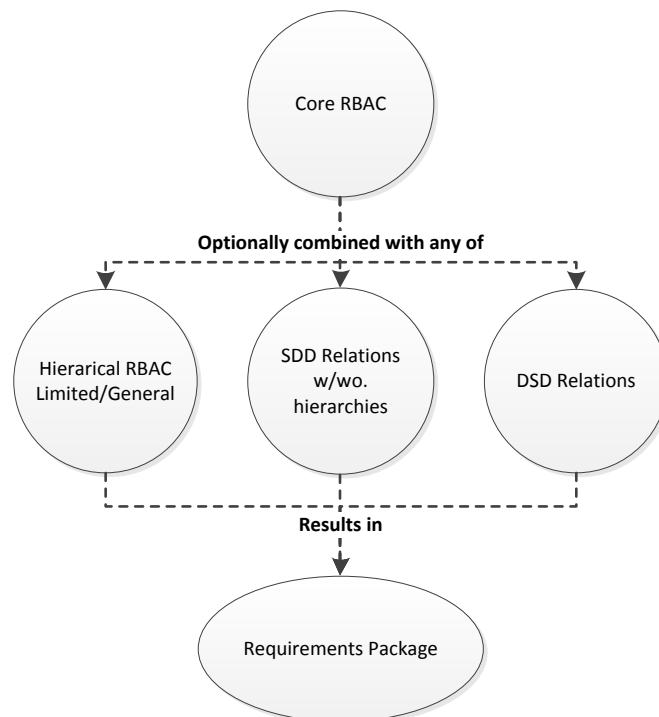 Core RBAC
Optionally combined with any of
Hierarical RBAC
Limited/General
SDD Relations
w/wo.
hierarchies
DSD Relations
Results in
Requirements Package